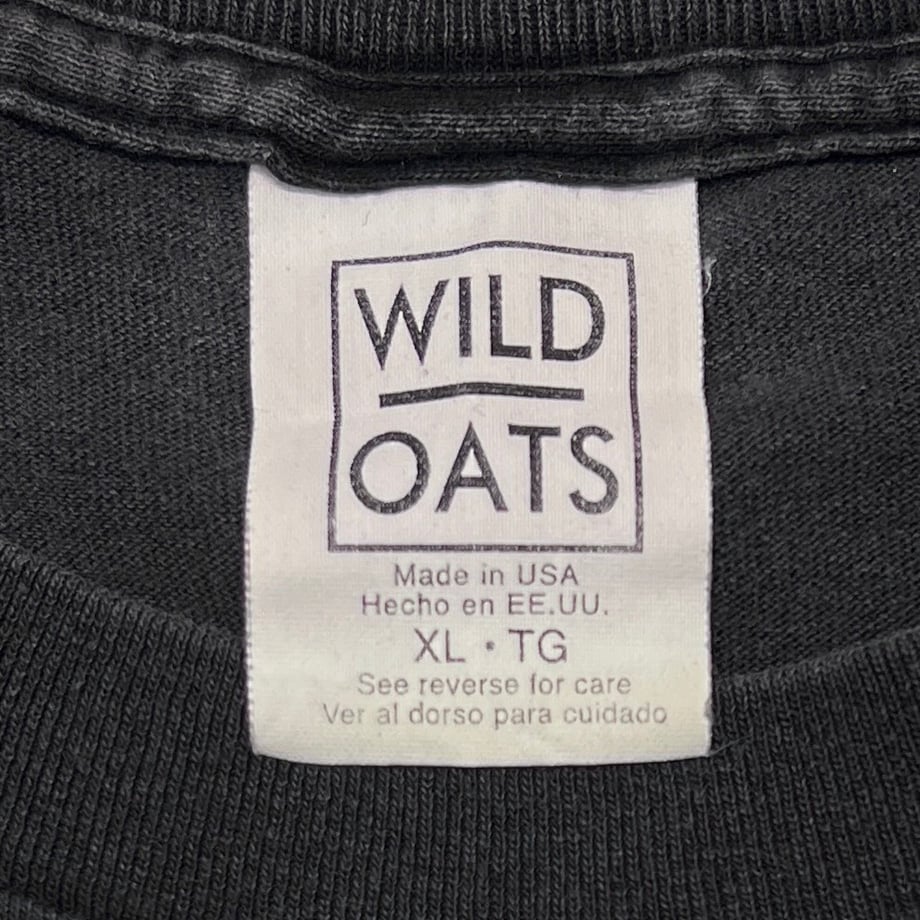 WILD
OATS
Made in USA
Hecho en EE.UU.
XL · TG
See reverse for care
Ver al dorso para cuidado